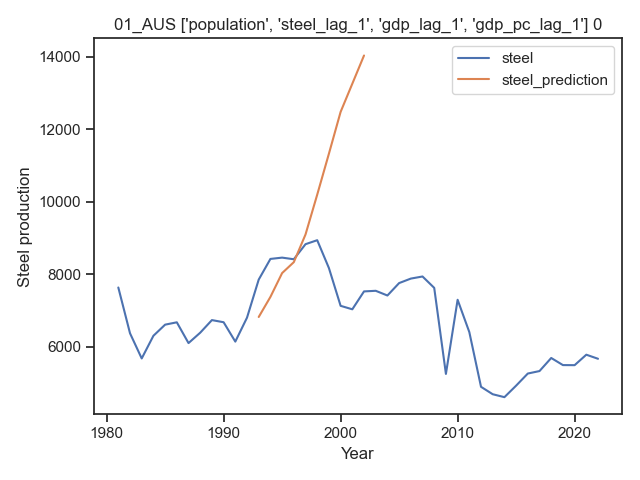 01_AUS ['population', 'steel_lag_1', 'gdp_lag_1', 'gdp_pc_lag_1'] 0
steel
steel_prediction
14000
12000
10000
8000
6000
Steel production
1980 1990 2000 2010 2020
Year